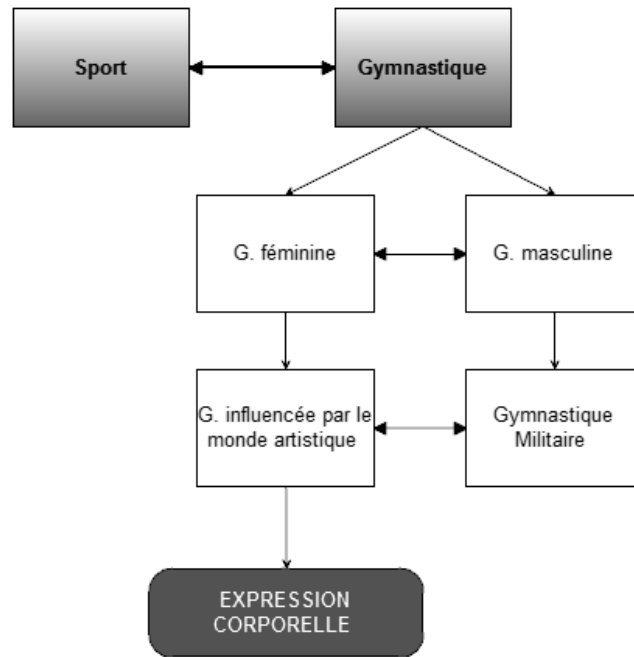 Sport
Gymnastique
G. féminine
G. masculine
G. influencée par le
monde artistique
Gymnastique
Militaire
EXPRESSION
CORPORELLE